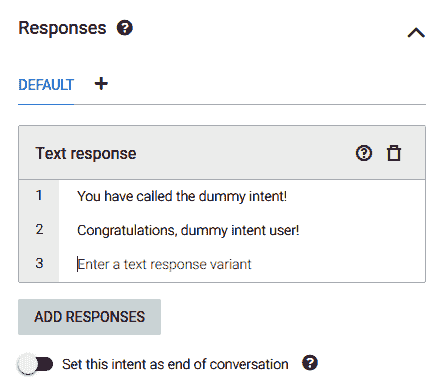 Responses ?
DEFAULT +
Text response ?
1 You have called the dummy intent!
2 Congratulations, dummy intent user!
3 Enter a text response variant
ADD RESPONSES
Set this intent as end of conversation ?